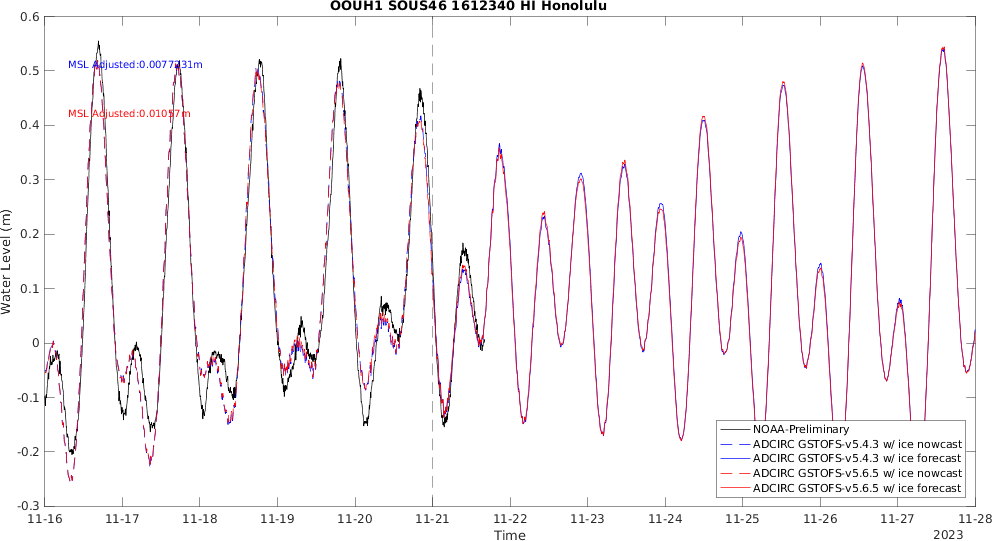 OOUH1 SOUS46 1612340 HI Honolulu
0.6
0.5
0.4
0.3
0.2
0.1
0
-0.1
-0.2
-0.3
Water Level (m)
MSL Adjusted:0.0077231m
MSL Adjusted:0.01057m
NOAA-Preliminary
ADCIRC GSTOFS-v5.4.3 w/ ice nowcast
ADCIRC GSTOFS-v5.4.3 w/ ice forecast
ADCIRC GSTOFS-v5.6.5 w/ ice nowcast
ADCIRC GSTOFS-v5.6.5 w/ ice forecast
11-16 11-17 11-18 11-19 11-20 11-21 11-22 11-23 11-24 11-25 11-26 11-27 11-28
Time
2023